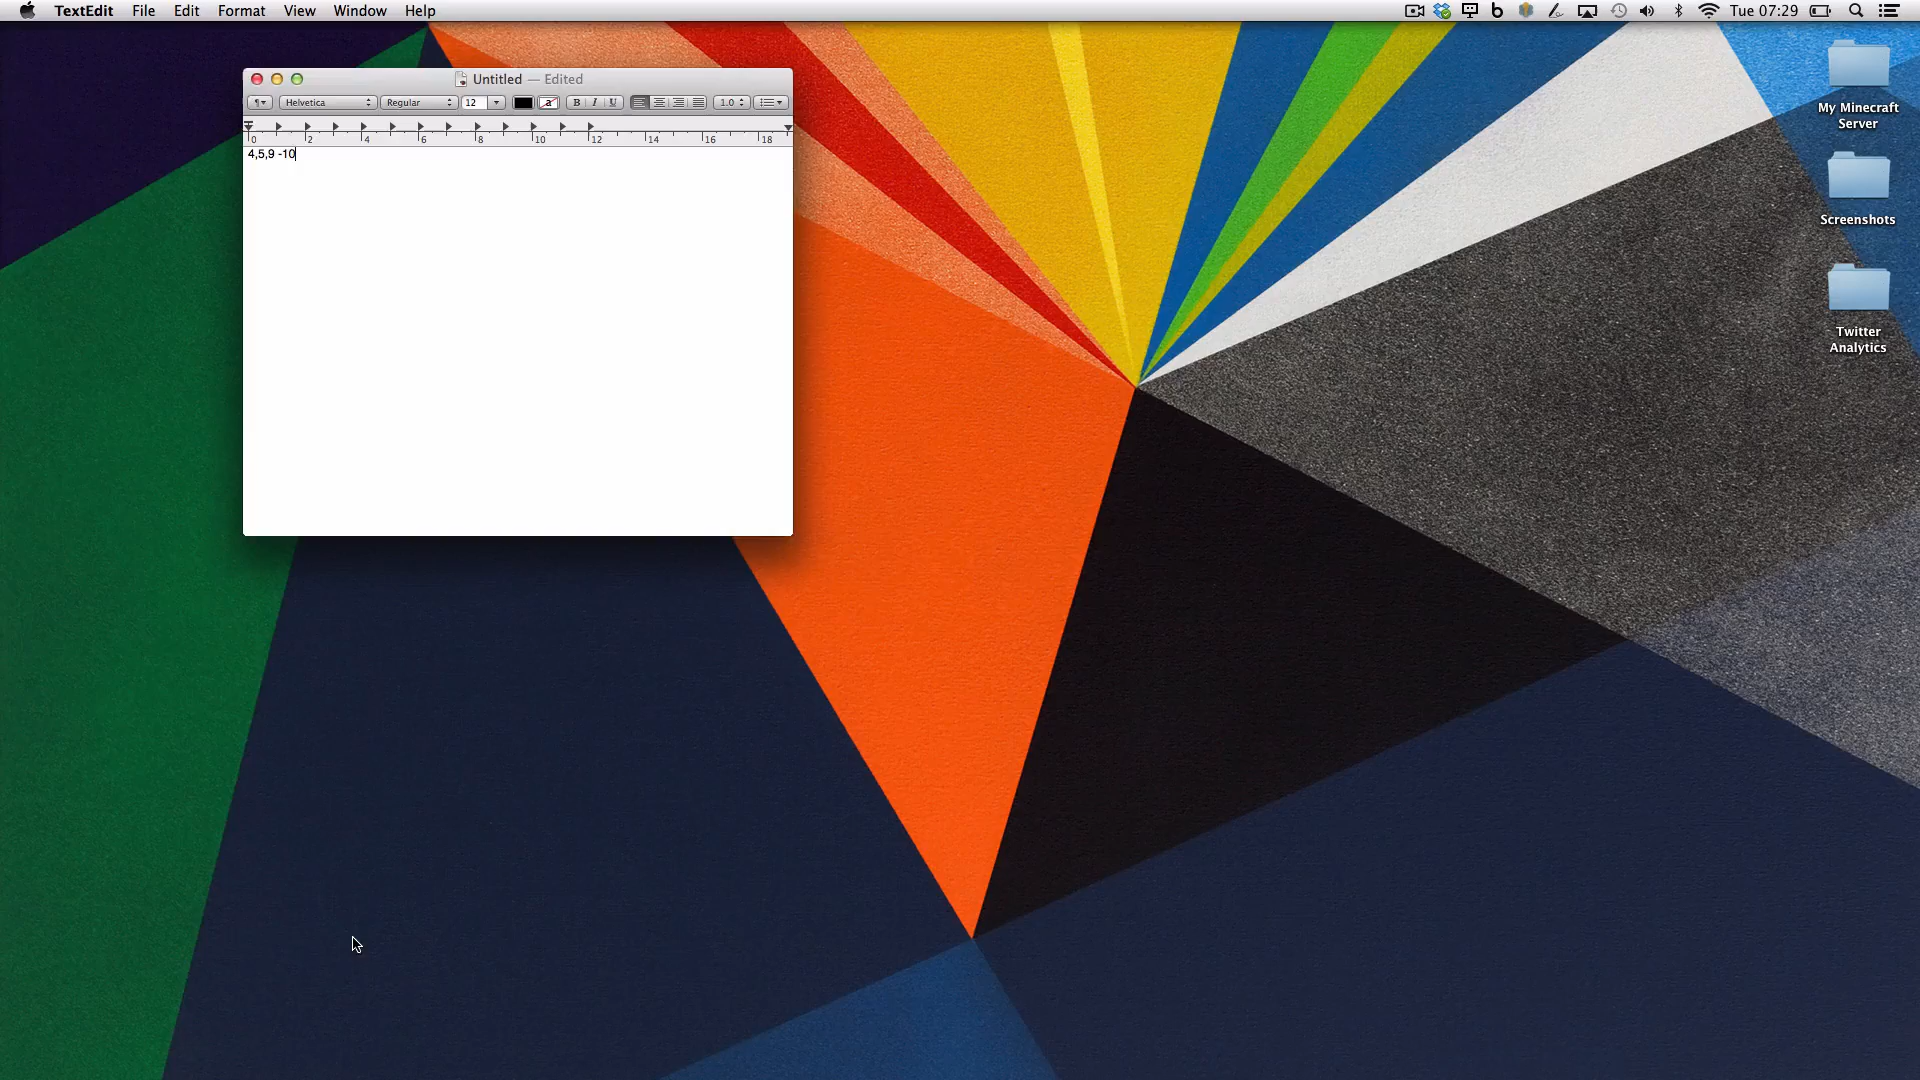 TextEdit File Edit Format View Window Help
Tue 07:29
Untitled — Edited
Helvetica Regular 12 a B I U 1.0
0 2 4 6 8 10 12 14 16 18
4,5,9 -10
My Minecraft
Server
Screenshots
Twitter
Analytics